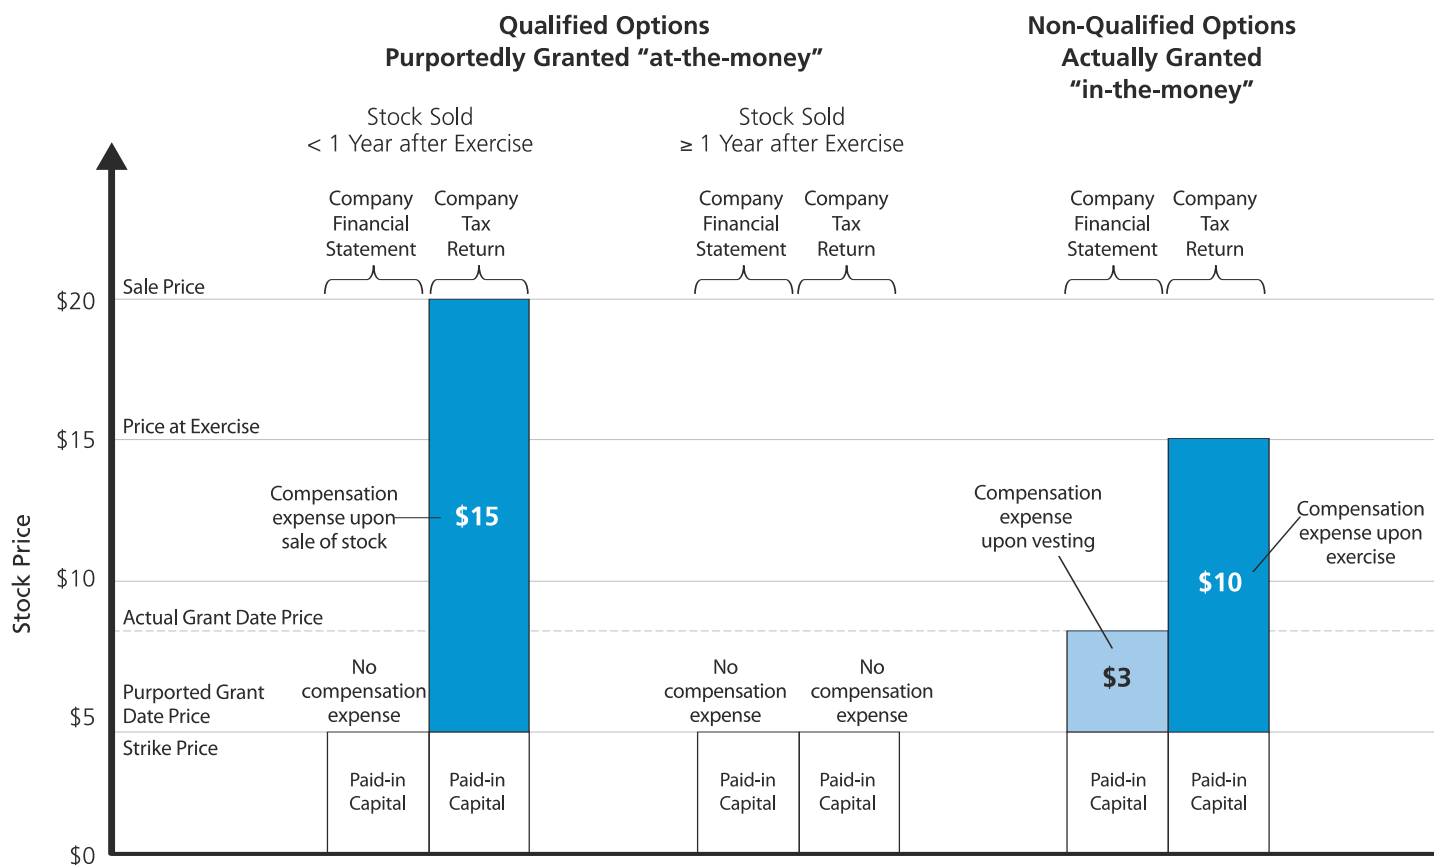 Qualified Options
Purportedly Granted “at-the-money”
Non-Qualified Options
Actually Granted
“in-the-money”
Stock Sold
< 1 Year after Exercise
Stock Sold
≥ 1 Year after Exercise
Company
Financial
Statement
Company
Tax
Return
Company
Financial
Statement
Company
Tax
Return
Company
Financial
Statement
Company
Tax
Return
Stock Price
$20
Sale Price
$15
Price at Exercise
$10
Actual Grant Date Price
$5
Purported Grant
Date Price
Strike Price
$0
Compensation
expense upon
sale of stock
$15
No
compensation
expense
Paid-in
Capital
Paid-in
Capital
No
compensation
expense
No
compensation
expense
Paid-in
Capital
Paid-in
Capital
Compensation
expense
upon vesting
$3
$10
Compensation
expense upon
exercise
Paid-in
Capital
Paid-in
Capital